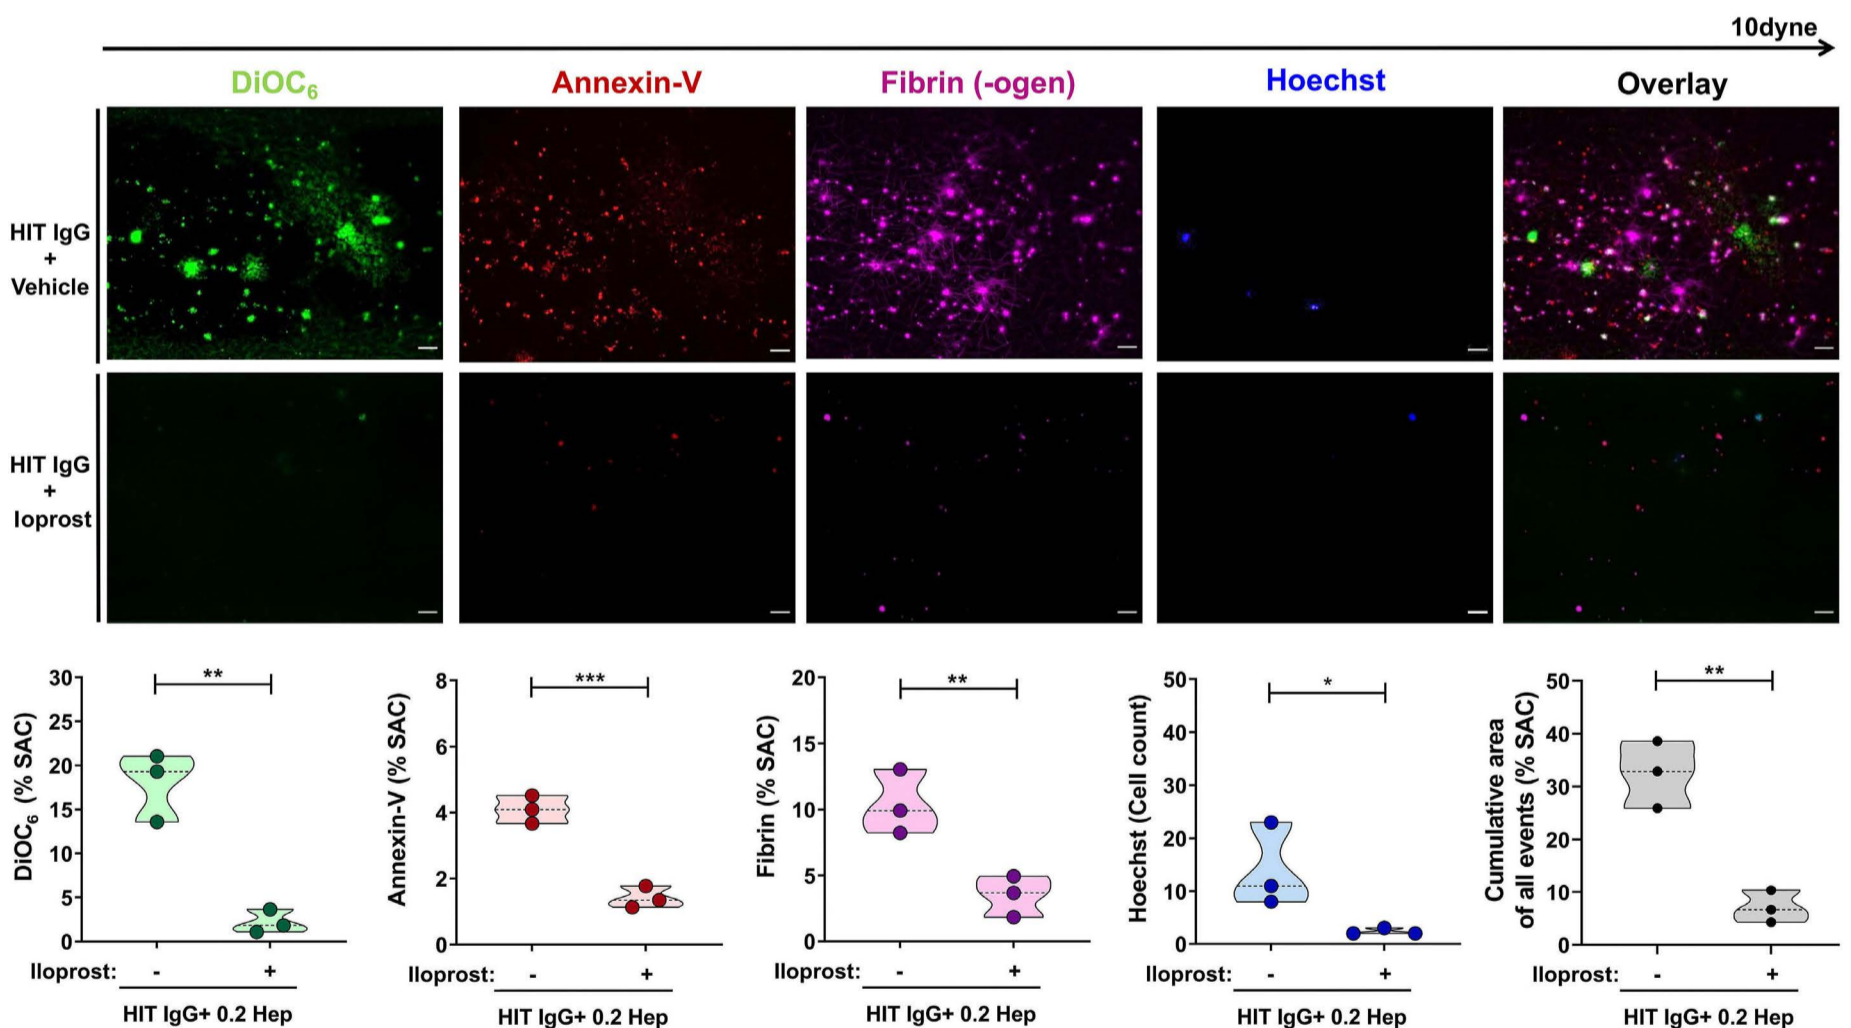 10dyne
DiOC6
Annexin-V
Fibrin (-ogen)
Hoechst
Overlay
HIT IgG
+
Vehicle
HIT IgG
+
Ioprost
DiOC6 (% SAC)
30
25
20
15
10
5
0
**
Iloprost: - +
HIT IgG+ 0.2 Hep
Annexin-V (% SAC)
8
6
4
2
0
***
Iloprost: - +
HIT IgG+ 0.2 Hep
Fibrin (% SAC)
20
15
10
5
0
**
Iloprost: - +
HIT IgG+ 0.2 Hep
Hoechst (Cell count)
50
40
30
20
10
0
*
Iloprost: - +
HIT IgG+ 0.2 Hep
Cumulative area
of all events (% SAC)
50
40
30
20
10
0
**
Iloprost: - +
HIT IgG+ 0.2 Hep